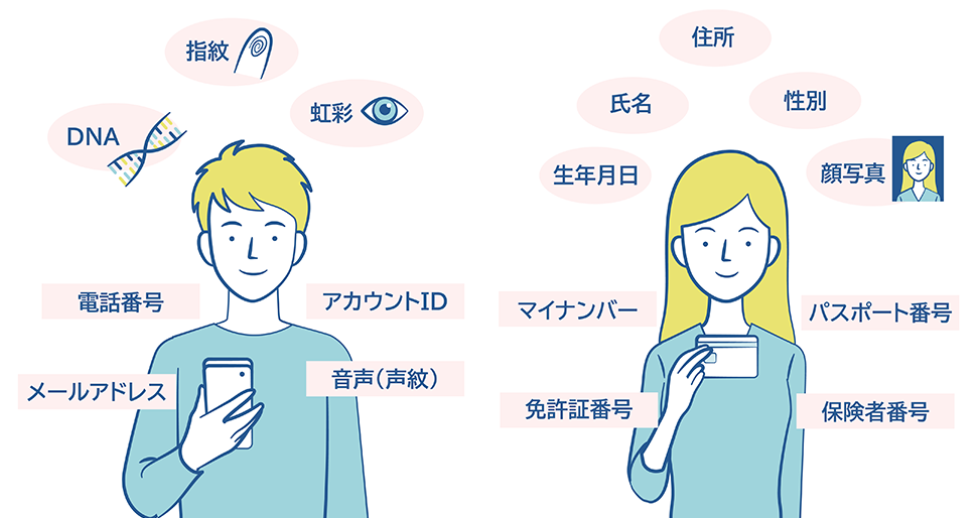 指紋
虹彩
DNA
電話番号
アカウントID
メールアドレス
音声(声紋)
住所
氏名
性別
生年月日
顔写真
マイナンバー
パスポート番号
免許証番号
保険者番号